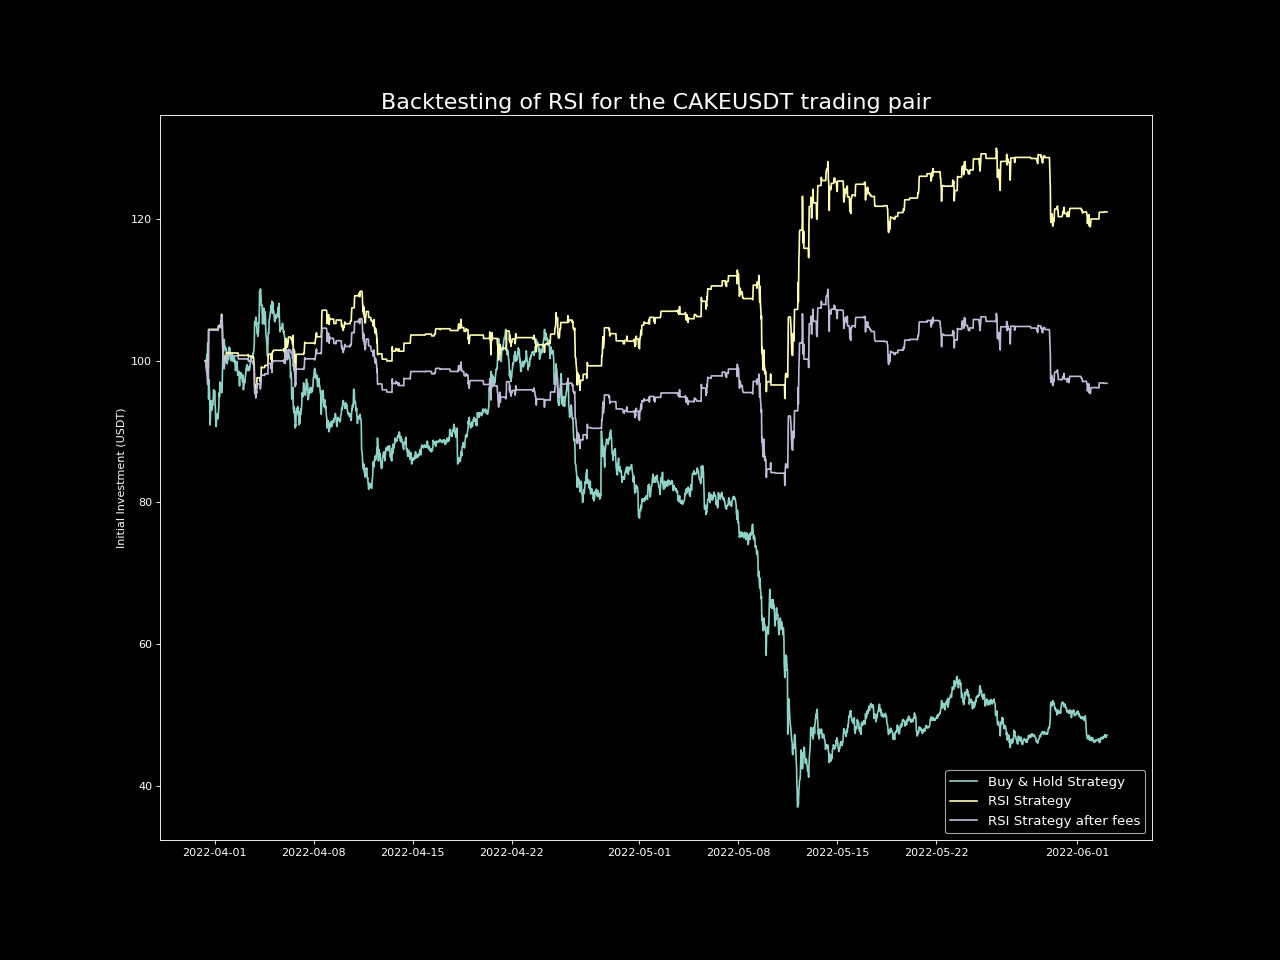 Backtesting of RSI for the CAKEUSDT trading pair
Initial Investment (USDT)
120
100
80
60
40
2022-04-01 2022-04-08 2022-04-15 2022-04-22 2022-05-01 2022-05-08 2022-05-15 2022-05-22 2022-06-01
Buy & Hold Strategy
RSI Strategy
RSI Strategy after fees